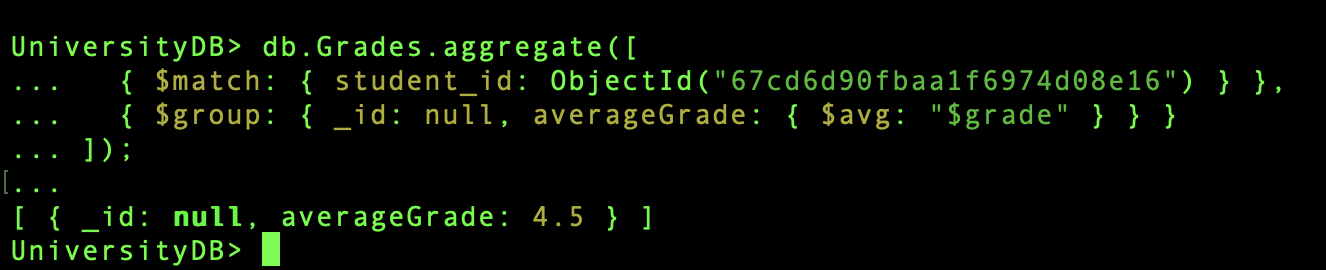 UniversityDB> db.Grades.aggregate([
...    { $match: { student_id: ObjectId("67cd6d90fbaa1f6974d08e16") } },
...    { $group: { _id: null, averageGrade: { $avg: "$grade" } } }
... ]);
[...
[ { _id: null, averageGrade: 4.5 } ]
UniversityDB>